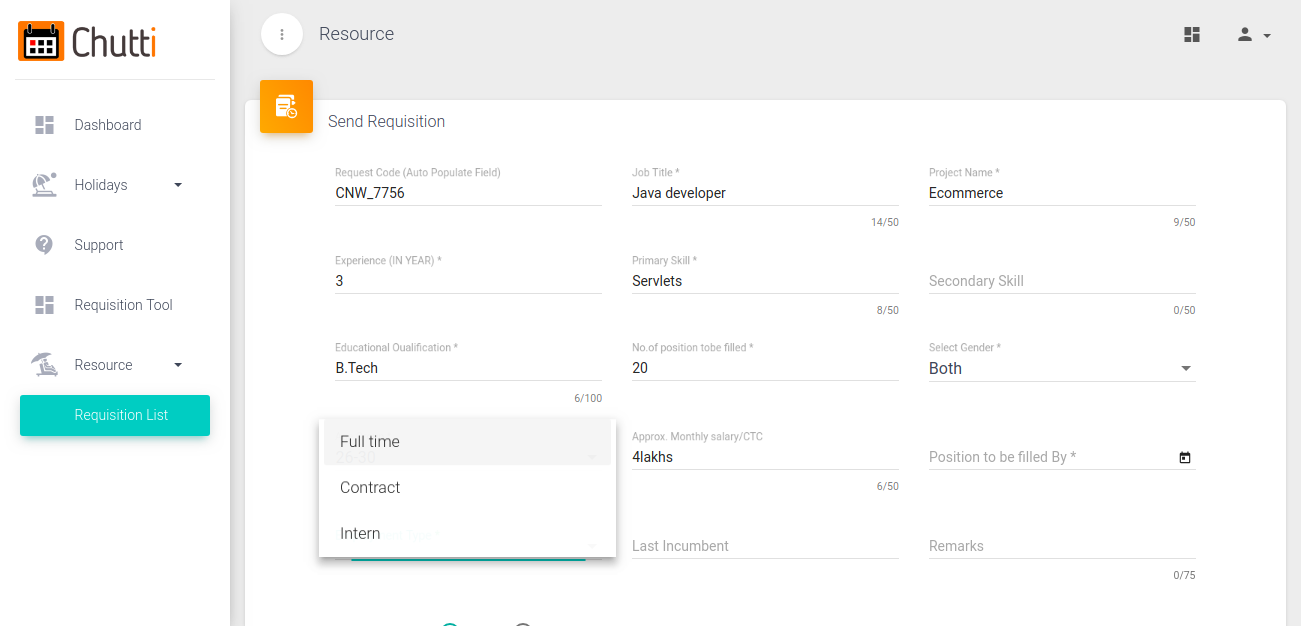 Chutti
Resource
Dashboard
Holidays
Support
Requisition Tool
Resource
Requisition List
Send Requisition
Request Code (Auto Populate Field)
CNW_7756
Job Title *
Java developer
14/50
Project Name *
Ecommerce
9/50
Experience (IN YEAR) *
3
Primary Skill *
Servlets
8/50
Secondary Skill
0/50
Educational Oualification *
B.Tech
6/100
No.of position tobe filled *
20
Select Gender *
Both
Full time
26-30
Contract
Intern
Approx. Monthly salary/CTC
4lakhs
6/50
Position to be filled By *
Last Incumbent
Remarks
0/75